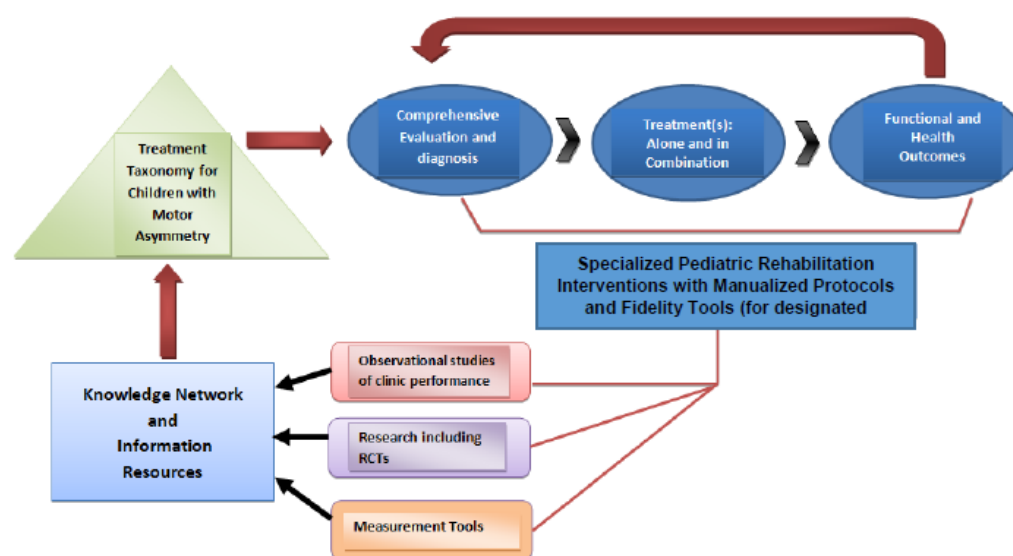 Comprehensive
Evaluation and
diagnosis
Treatment(s):
Alone and in
Combination
Functional and
Health
Outcomes
Treatment
Taxonomy for
Children with
Motor
Asymmetry
Specialized Pediatric Rehabilitation
Interventions with Manualized Protocols
and Fidelity Tools (for designated
Knowledge Network
and
Information
Resources
Observational studies
of clinic performance
Research including
RCTs
Measurement Tools